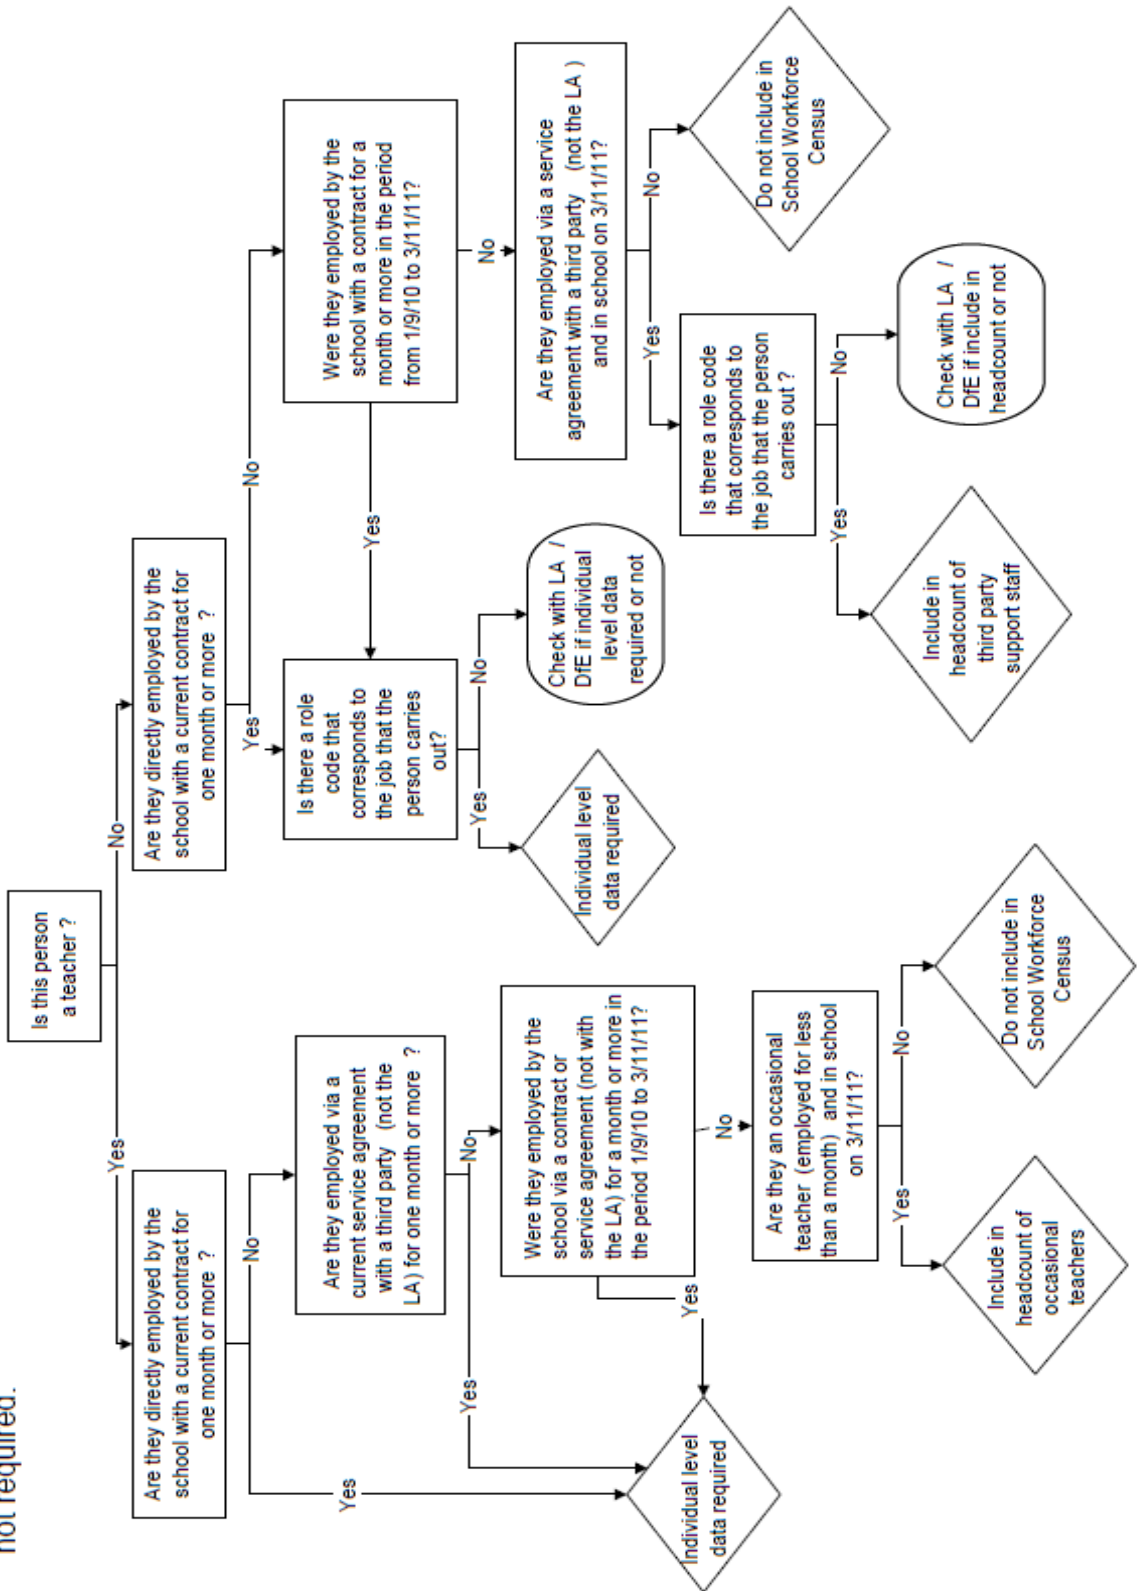 not required.
Is this person
a teacher ?
Yes
No
Are they directly employed by the
school with a current contract for
one month or more ?
Yes
No
Are they employed via a
current service agreement
with a third party (not the
LA) for one month or more ?
Yes
No
Were they employed by the
school via a contract or
service agreement (not with
the LA) for a month or more in
the period 1/9/10 to 3/11/11?
Yes
No
Individual level
data required
Are they an occasional
teacher (employed for less
than a month) and in school
on 3/11/11?
Yes
No
Include in
headcount of
occasional
teachers
Do not include in
School Workforce
Census
Are they directly employed by the
school with a current contract for
one month or more ?
Yes
No
Is there a role
code that
corresponds to
the job that the
person carries
out?
Yes
No
Individual level
data required
Check with LA /
DfE if individual
level data
required or not
Were they employed by the
school with a contract for a
month or more in the period
from 1/9/10 to 3/11/11?
Yes
No
Are they employed via a service
agreement with a third party (not the LA )
and in school on 3/11/11?
Yes
No
Is there a role code
that corresponds to
the job that the person
carries out ?
Yes
No
Include in
headcount of
third party
support staff
Check with LA /
DfE if include in
headcount or not
Do not include in
School Workforce
Census